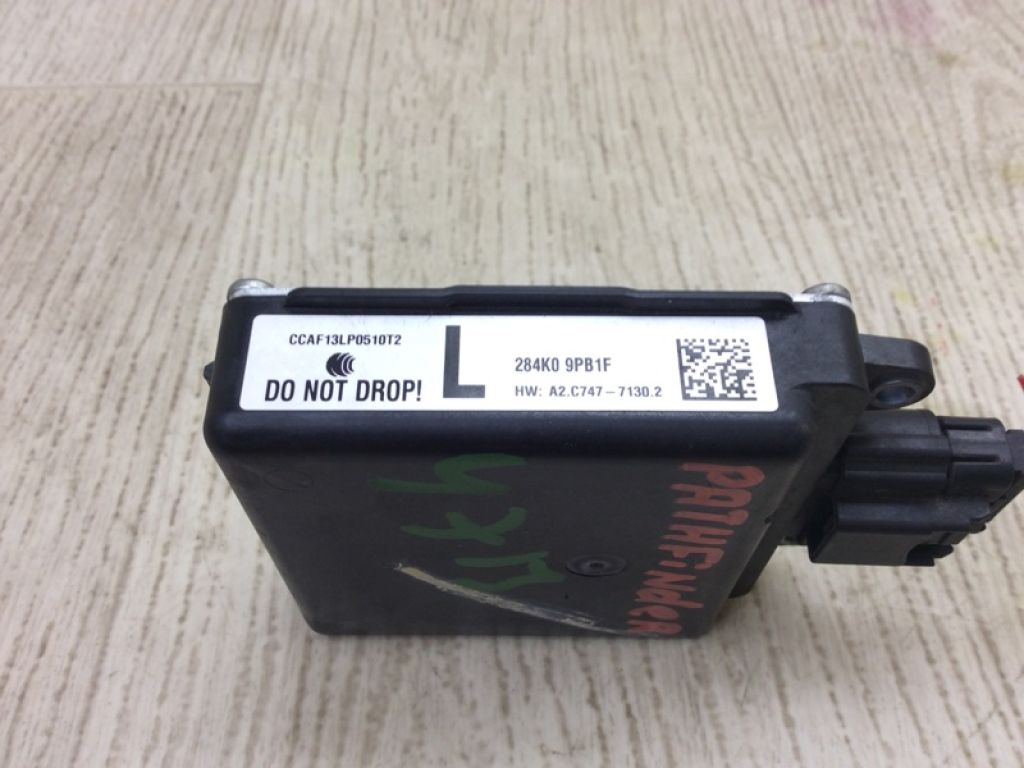 CCAF13LP0510T2
DO NOT DROP!
L
284K0 9PB1F
HW: A2.C747-7130.2
PATHFindeR